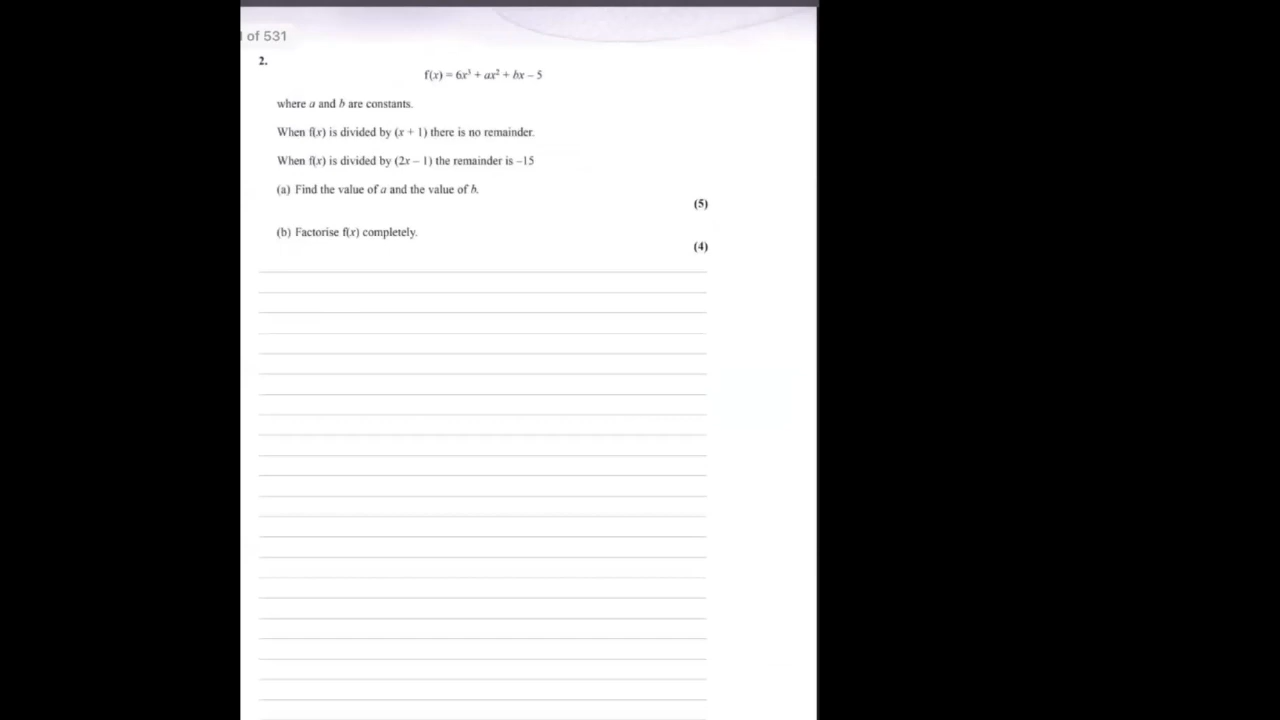 of 531
2.
f(x) = 6x³ + ax² + bx – 5
where a and b are constants.
When f(x) is divided by (x + 1) there is no remainder.
When f(x) is divided by (2x – 1) the remainder is –15
(a) Find the value of a and the value of b.
(5)
(b) Factorise f(x) completely.
(4)